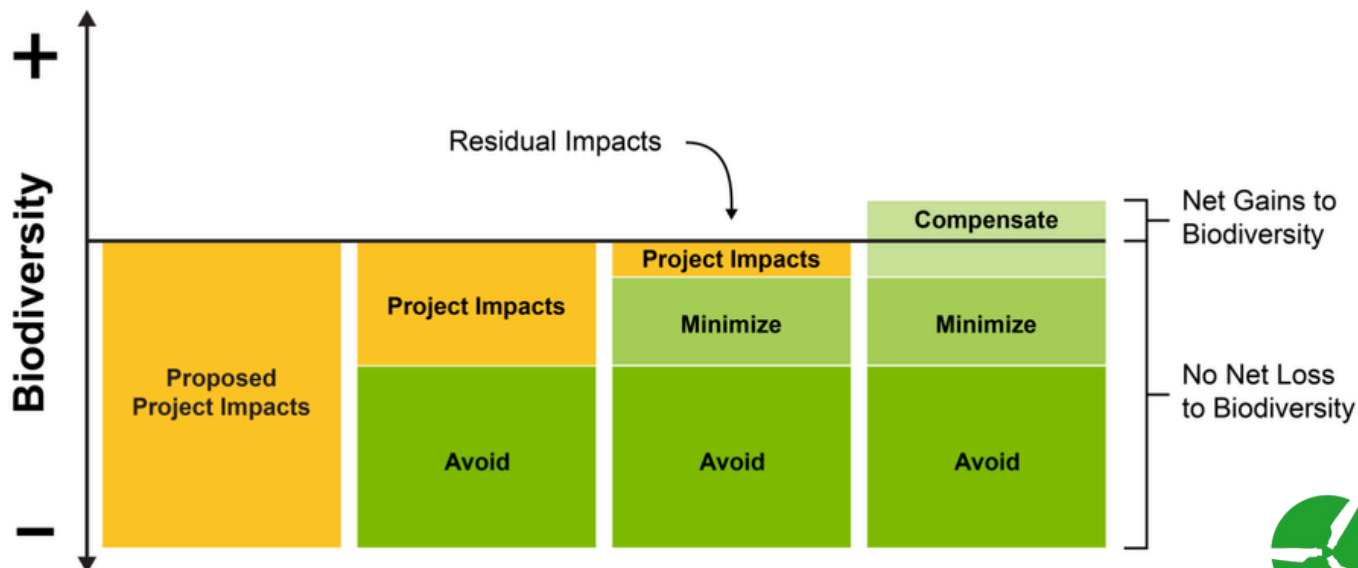 +
Biodiversity
–
Residual Impacts
Proposed
Project Impacts
Project Impacts
Avoid
Project Impacts
Minimize
Avoid
Compensate
Minimize
Avoid
Net Gains to
Biodiversity
No Net Loss
to Biodiversity